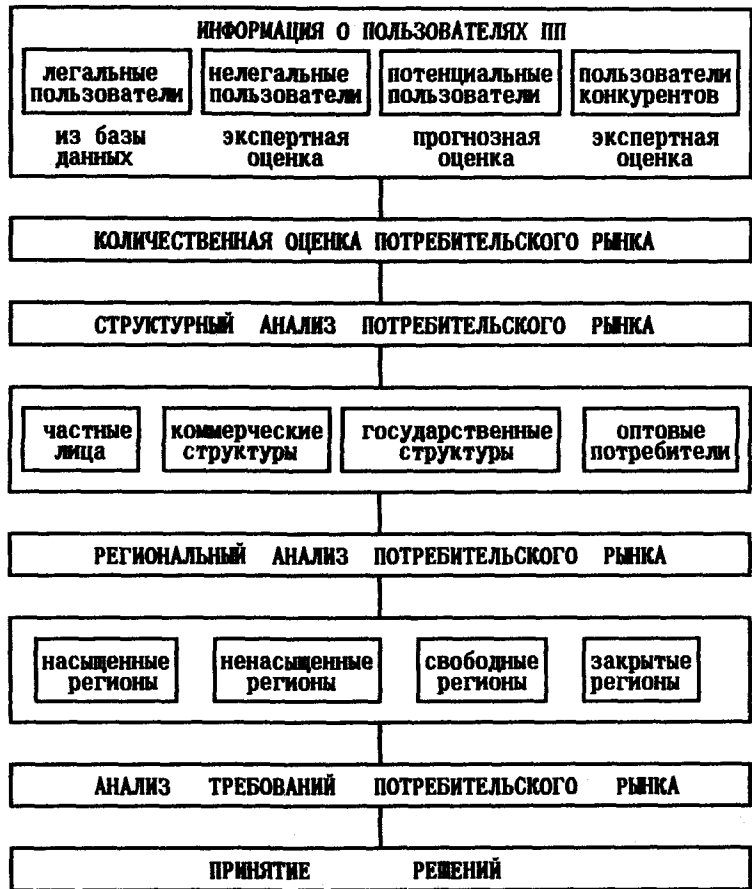 ИНФОРМАЦИЯ О ПОЛЬЗОВАТЕЛЯХ ПП
легальные пользователи
нелегальные пользователи
потенциальные пользователи
пользователи конкурентов
из базы данных
экспертная оценка
прогнозная оценка
экспертная оценка
КОЛИЧЕСТВЕННАЯ ОЦЕНКА ПОТРЕБИТЕЛЬСКОГО РЫНКА
СТРУКТУРНЫЙ АНАЛИЗ ПОТРЕБИТЕЛЬСКОГО РЫНКА
частные лица
коммерческие структуры
государственные структуры
оптовые потребители
РЕГИОНАЛЬНЫЙ АНАЛИЗ ПОТРЕБИТЕЛЬСКОГО РЫНКА
насыщенные регионы
ненасыщенные регионы
свободные регионы
закрытые регионы
АНАЛИЗ ТРЕБОВАНИЙ ПОТРЕБИТЕЛЬСКОГО РЫНКА
ПРИНЯТИЕ РЕШЕНИЙ